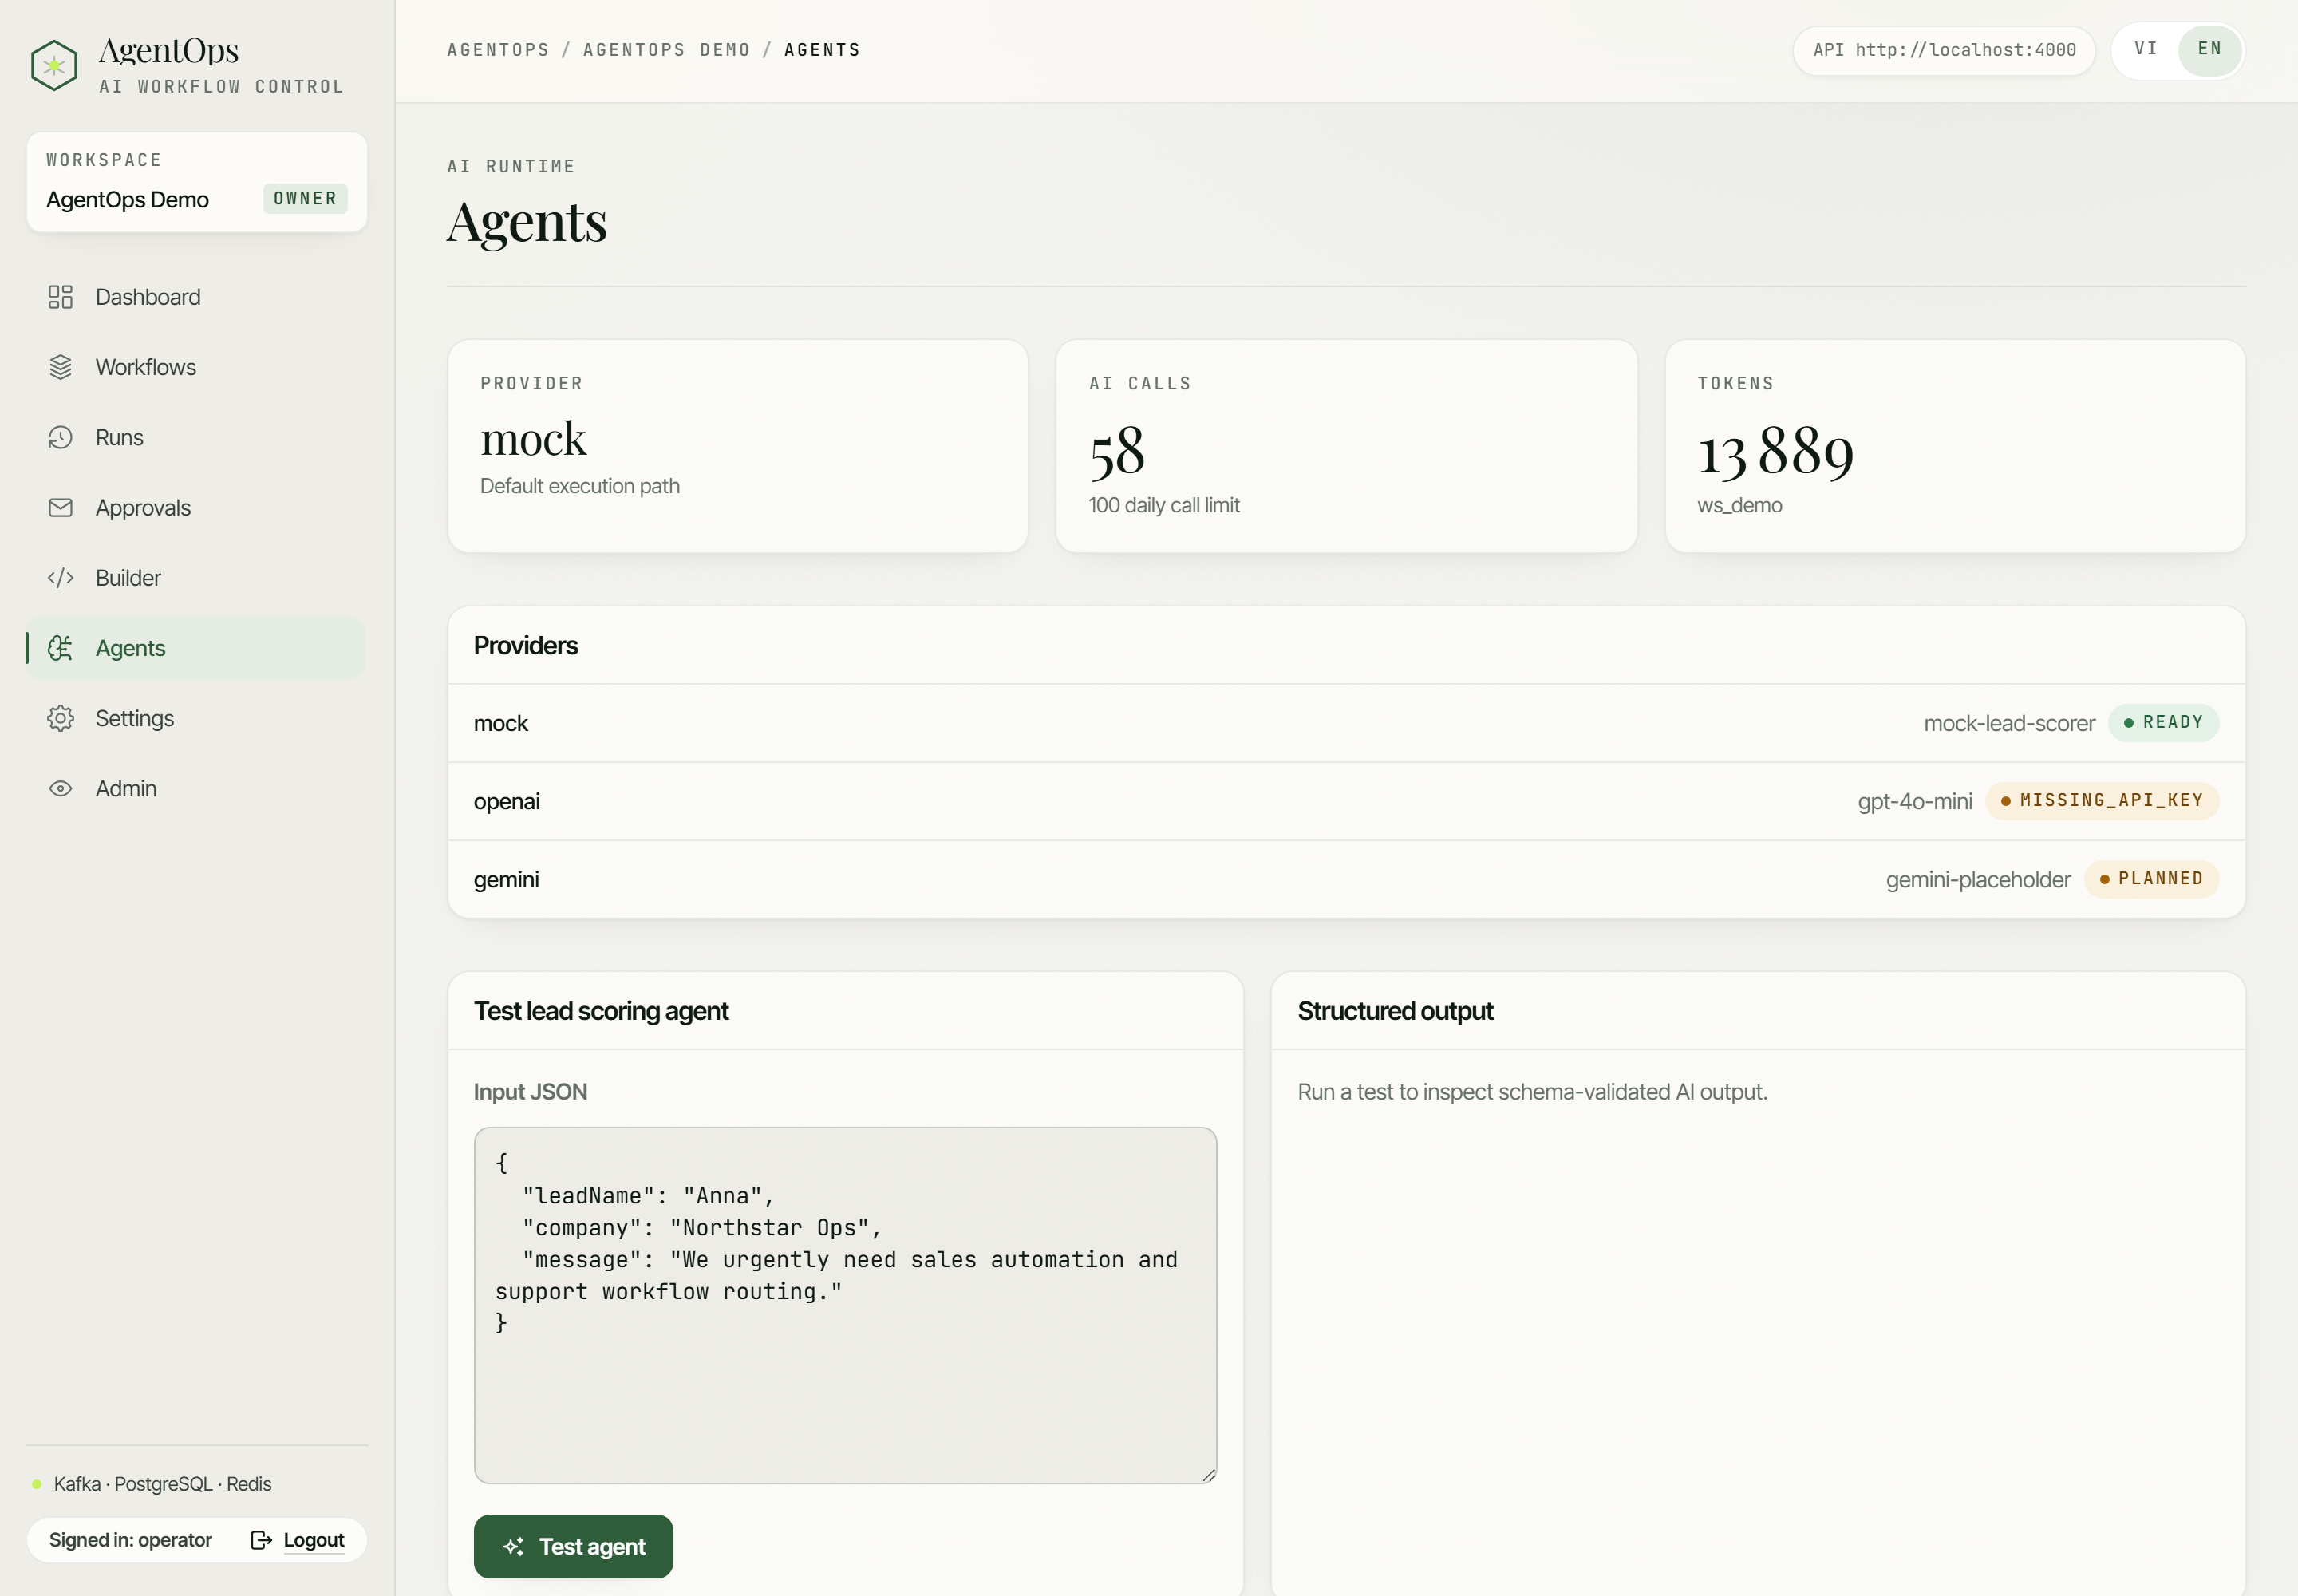 AgentOps
AI WORKFLOW CONTROL
WORKSPACE
AgentOps Demo OWNER
Dashboard
Workflows
Runs
Approvals
Builder
Agents
Settings
Admin
Kafka · PostgreSQL · Redis
Signed in: operator Logout
AGENTOPS / AGENTOPS DEMO / AGENTS
API http://localhost:4000 VI EN
AI RUNTIME
Agents
PROVIDER
mock
Default execution path
AI CALLS
58
100 daily call limit
TOKENS
13 889
ws_demo
Providers
mock mock-lead-scorer READY
openai gpt-4o-mini MISSING_API_KEY
gemini gemini-placeholder PLANNED
Test lead scoring agent
Input JSON
{
"leadName": "Anna",
"company": "Northstar Ops",
"message": "We urgently need sales automation and
support workflow routing."
}
Test agent
Structured output
Run a test to inspect schema-validated AI output.